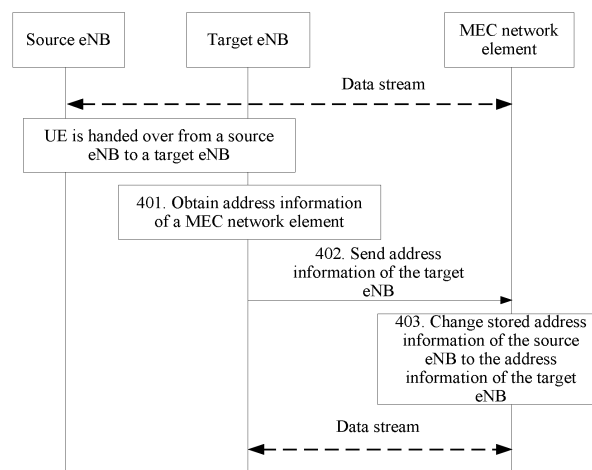 Source eNB
Target eNB
MEC network
element
Data stream
UE is handed over from a source
eNB to a target eNB
401. Obtain address information
of a MEC network element
402. Send address
information of the target
eNB
403. Change stored address
information of the source
eNB to the address
information of the target
eNB
Data stream